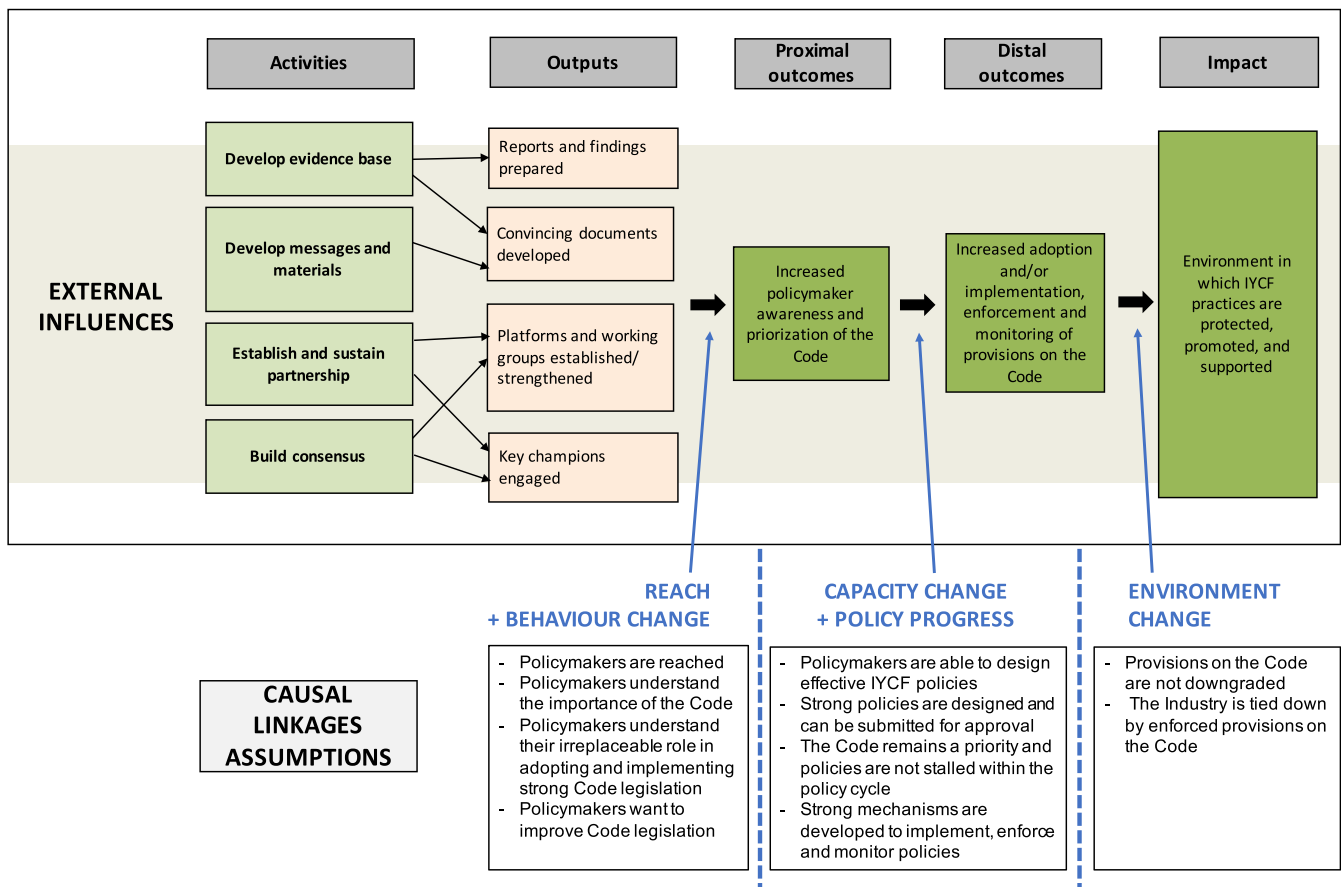 Activities
Outputs
Proximal
outcomes
Distal
outcomes
Impact
EXTERNAL
INFLUENCES
Develop evidence base
Develop messages and
materials
Establish and sustain
partnership
Build consensus
Reports and findings
prepared
Convincing documents
developed
Platforms and working
groups established/
strengthened
Key champions
engaged
Increased
policymaker
awareness and
priorization of the
Code
Increased adoption
and/or
implementation,
enforcement and
monitoring of
provisions on the
Code
Environment in
which IYCF
practices are
protected,
promoted, and
supported
REACH
+ BEHAVIOUR CHANGE
CAPACITY CHANGE
+ POLICY PROGRESS
ENVIRONMENT
CHANGE
CAUSAL
LINKAGES
ASSUMPTIONS
- Policymakers are reached
- Policymakers understand
the importance of the Code
- Policymakers understand
their irreplaceable role in
adopting and implementing
strong Code legislation
- Policymakers want to
improve Code legislation
- Policymakers are able to design
effective IYCF policies
- Strong policies are designed and
can be submitted for approval
- The Code remains a priority and
policies are not stalled within the
policy cycle
- Strong mechanisms are
developed to implement, enforce
and monitor policies
- Provisions on the Code
are not downgraded
- The Industry is tied down
by enforced provisions on
the Code